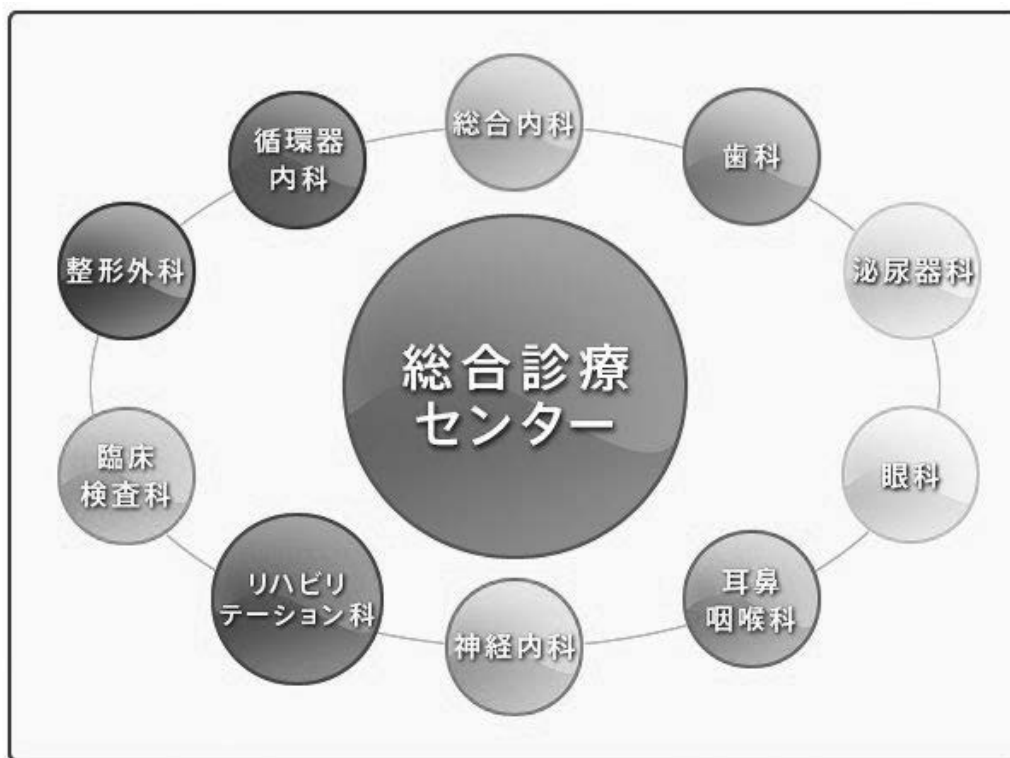 総合内科
歯科
泌尿器科
眼科
耳鼻
咽喉科
神経内科
リハビリ
テーション科
臨床
検査科
整形外科
循環器
内科
総合診療
センター